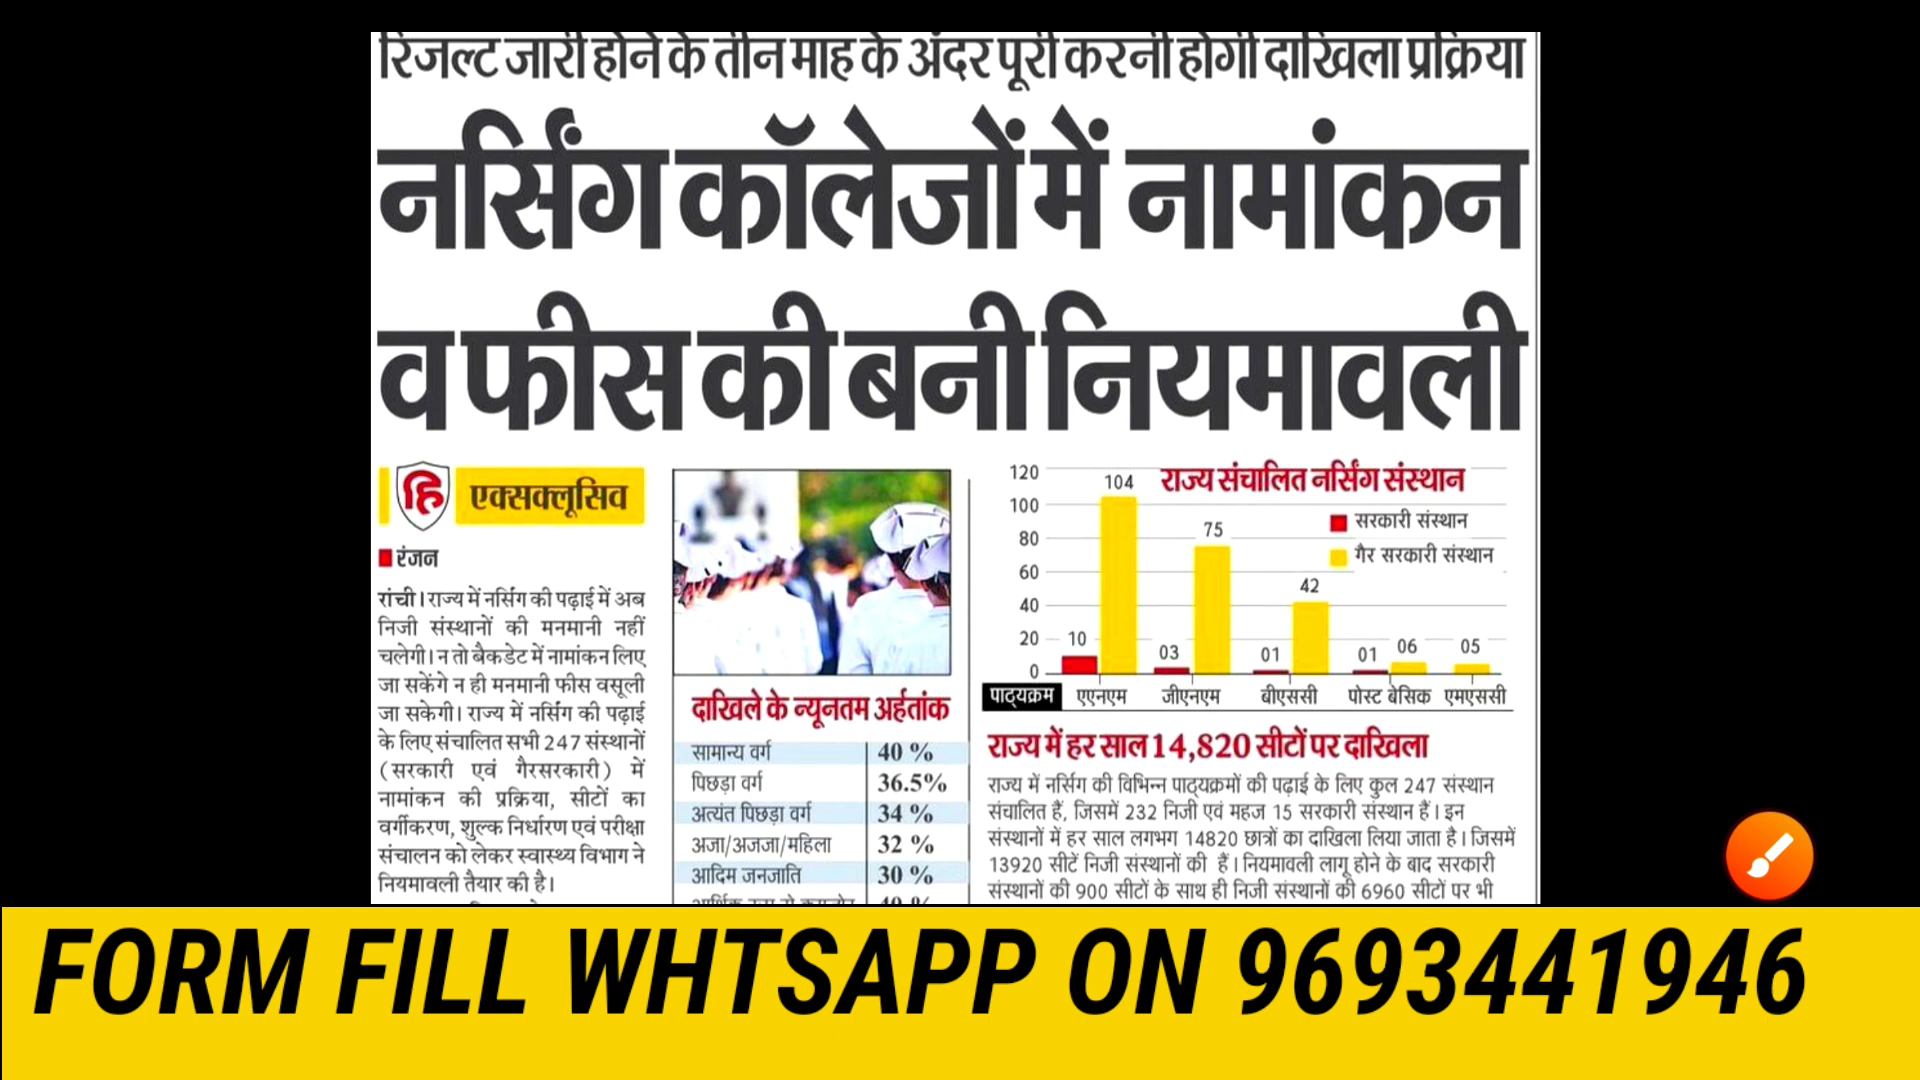 रिजल्ट जारी होने के तीन माह के अंदर पूरी करनी होगी दाखिला प्रक्रिया
नर्सिंग कॉलेजों में नामांकन
व फीस की बनी नियमावली
हि एक्सक्लूसिव
रंजन
रांची। राज्य में नर्सिंग की पढ़ाई में अब
निजी संस्थानों की मनमानी नहीं
चलेगी। न तो बैकडेट में नामांकन लिए
जा सकेंगे न ही मनमानी फीस वसूली
जा सकेगी। राज्य में नर्सिंग की पढ़ाई
के लिए संचालित सभी 247 संस्थानों
(सरकारी एवं गैरसरकारी) में
नामांकन की प्रक्रिया, सीटों का
वर्गीकरण, शुल्क निर्धारण एवं परीक्षा
संचालन को लेकर स्वास्थ्य विभाग ने
नियमावली तैयार की है।
दाखिले के न्यूनतम अर्हतांक
सामान्य वर्ग 40 %
पिछड़ा वर्ग 36.5%
अत्यंत पिछड़ा वर्ग 34 %
अजा/अजजा/महिला 32 %
आदिम जनजाति 30 %
राज्य संचालित नर्सिंग संस्थान
सरकारी संस्थान
गैर सरकारी संस्थान
120
100
80
60
40
20
0
10 104 03 75 01 42 01 06 05
पाठ्यक्रम एएनएम जीएनएम बीएससी पोस्ट बेसिक एमएससी
राज्य में हर साल 14,820 सीटों पर दाखिला
राज्य में नर्सिंग की विभिन्न पाठ्यक्रमों की पढ़ाई के लिए कुल 247 संस्थान
संचालित हैं, जिसमें 232 निजी एवं महज 15 सरकारी संस्थान हैं। इन
संस्थानों में हर साल लगभग 14820 छात्रों का दाखिला लिया जाता है। जिसमें
13920 सीटें निजी संस्थानों की हैं। नियमावली लागू होने के बाद सरकारी
संस्थानों की 900 सीटों के साथ ही निजी संस्थानों की 6960 सीटों पर भी
FORM FILL WHTSAPP ON 9693441946